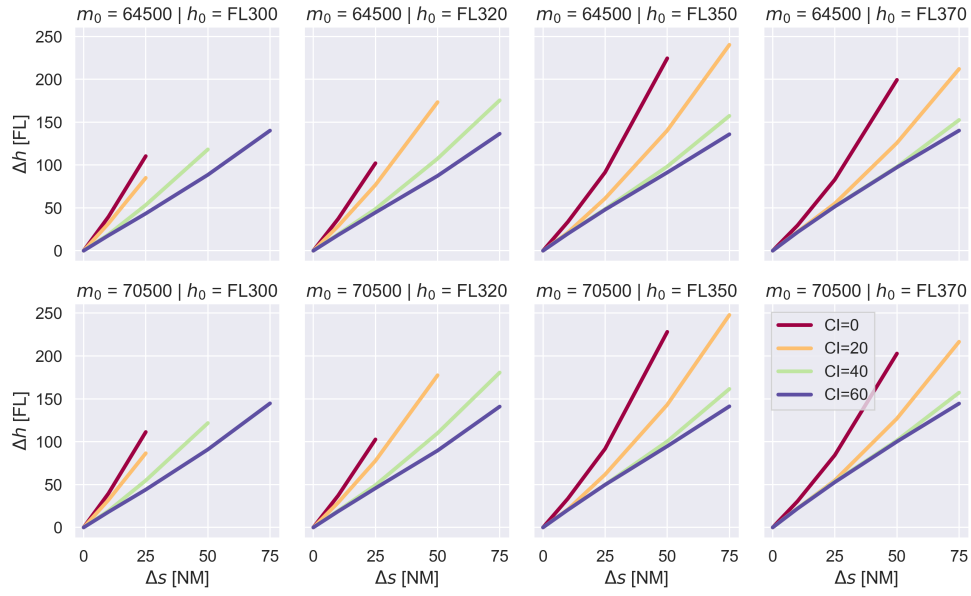 m₀ = 64500 | h₀ = FL300
m₀ = 64500 | h₀ = FL320
m₀ = 64500 | h₀ = FL350
m₀ = 64500 | h₀ = FL370
250
200
150
100
50
0
Δh [FL]
m₀ = 70500 | h₀ = FL300
m₀ = 70500 | h₀ = FL320
m₀ = 70500 | h₀ = FL350
m₀ = 70500 | h₀ = FL370
250
200
150
100
50
0
Δh [FL]
CI=0
CI=20
CI=40
CI=60
0 25 50 75
0 25 50 75
0 25 50 75
0 25 50 75
Δs [NM]
Δs [NM]
Δs [NM]
Δs [NM]